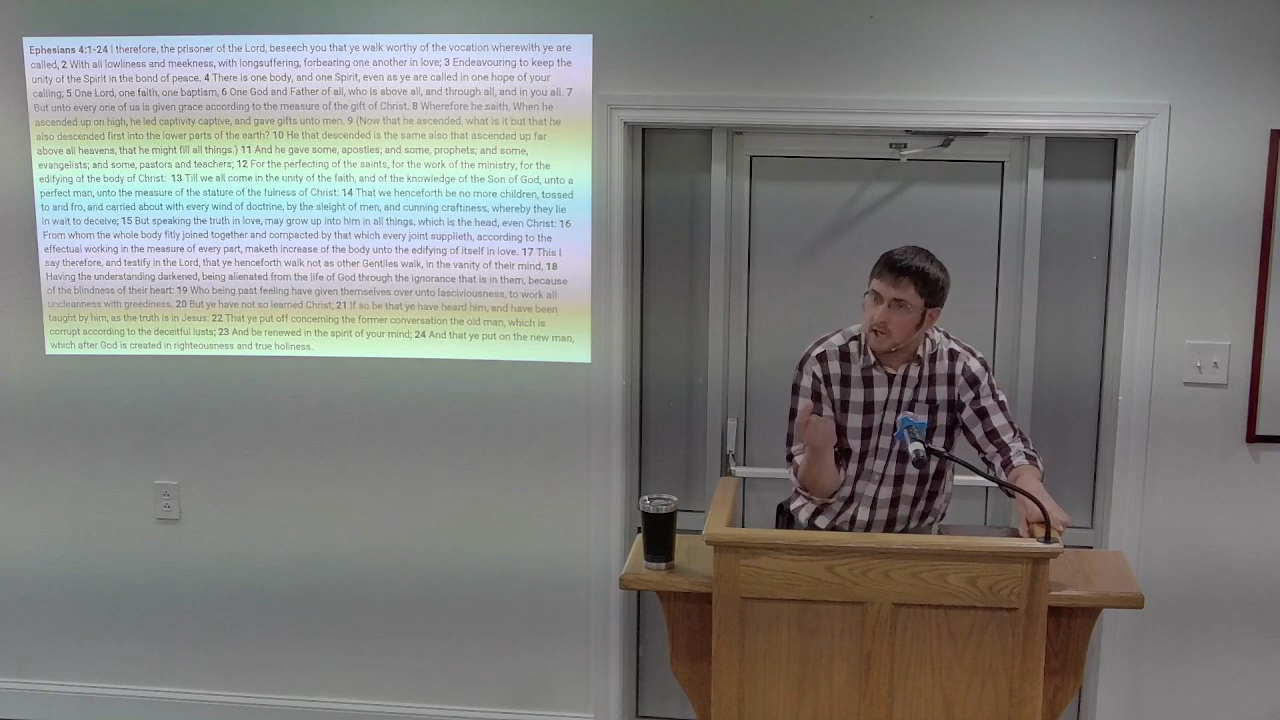 Ephesians 4:1-24 I therefore, the prisoner of the Lord, beseech you that ye walk worthy of the vocation wherewith ye are
called, 2 With all lowliness and meekness, with longsuffering, forbearing one another in love; 3 Endeavouring to keep the
unity of the Spirit in the bond of peace. 4 There is one body, and one Spirit, even as ye are called in one hope of your
calling; 5 One Lord, one faith, one baptism, 6 One God and Father of all, who is above all, and through all, and in you all. 7
But unto every one of us is given grace according to the measure of the gift of Christ. 8 Wherefore he saith, When he
ascended up on high, he led captivity captive, and gave gifts unto men. 9 (Now that he ascended, what is it but that he
also descended first into the lower parts of the earth? 10 He that descended is the same also that ascended up far
above all heavens, that he might fill all things.) 11 And he gave some, apostles; and some, prophets; and some,
evangelists; and some, pastors and teachers; 12 For the perfecting of the saints, for the work of the ministry, for the
edifying of the body of Christ: 13 Till we all come in the unity of the faith, and of the knowledge of the Son of God, unto a
perfect man, unto the measure of the stature of the fulness of Christ: 14 That we henceforth be no more children, tossed
to and fro, and carried about with every wind of doctrine, by the sleight of men, and cunning craftiness, whereby they lie
in wait to deceive; 15 But speaking the truth in love, may grow up into him in all things, which is the head, even Christ: 16
From whom the whole body fitly joined together and compacted by that which every joint supplieth, according to the
effectual working in the measure of every part, maketh increase of the body unto the edifying of itself in love. 17 This I
say therefore, and testify in the Lord, that ye henceforth walk not as other Gentiles walk, in the vanity of their mind, 18
Having the understanding darkened, being alienated from the life of God through the ignorance that is in them, because
of the blindness of their heart: 19 Who being past feeling have given themselves over unto lasciviousness, to work all
uncleanness with greediness. 20 But ye have not so learned Christ; 21 If so be that ye have heard him, and have been
taught by him, as the truth is in Jesus: 22 That ye put off concerning the former conversation the old man, which is
corrupt according to the deceitful lusts; 23 And be renewed in the spirit of your mind; 24 And that ye put on the new man,
which after God is created in righteousness and true holiness.